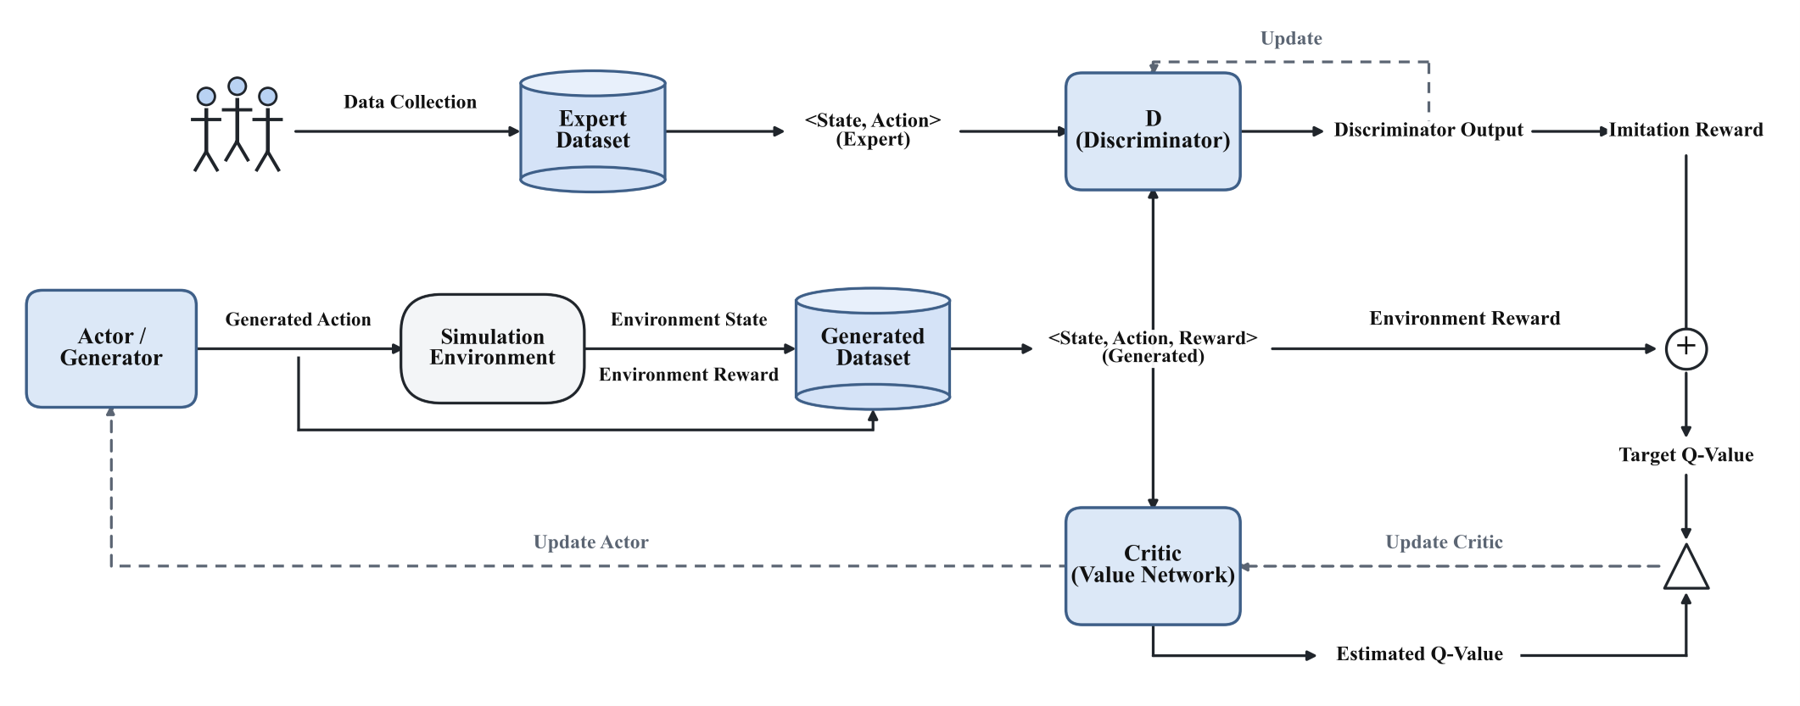 Update
Data Collection
Expert
Dataset
<State, Action>
(Expert)
D
(Discriminator)
Discriminator Output
Imitation Reward
Actor /
Generator
Generated Action
Simulation
Environment
Environment State
Environment Reward
Generated
Dataset
<State, Action, Reward>
(Generated)
Environment Reward
+
Target Q-Value
Update Actor
Critic
(Value Network)
Update Critic
Estimated Q-Value